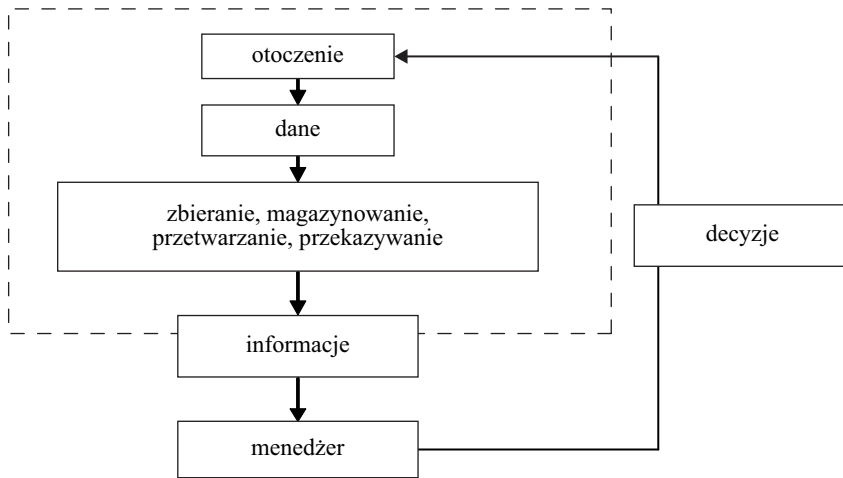 otoczenie
dane
zbieranie, magazynowanie,
przetwarzanie, przekazywanie
decyzje
informacje
menedżer